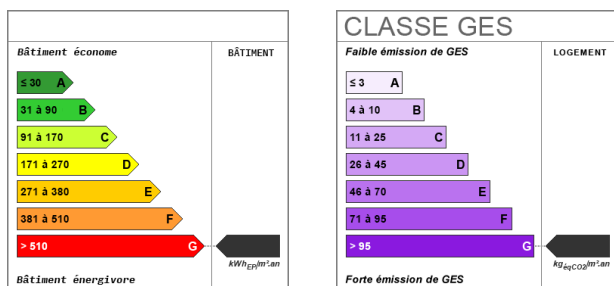 Bâtiment économe
BÂTIMENT
≤ 30 A
31 à 90 B
91 à 170 C
171 à 270 D
271 à 380 E
381 à 510 F
> 510 G
kWhEP/m².an
Bâtiment énergivore
CLASSE GES
Faible émission de GES
LOGEMENT
≤ 3 A
4 à 10 B
11 à 25 C
26 à 45 D
46 à 70 E
71 à 95 F
> 95 G
kgéqCO2/m².an
Forte émission de GES